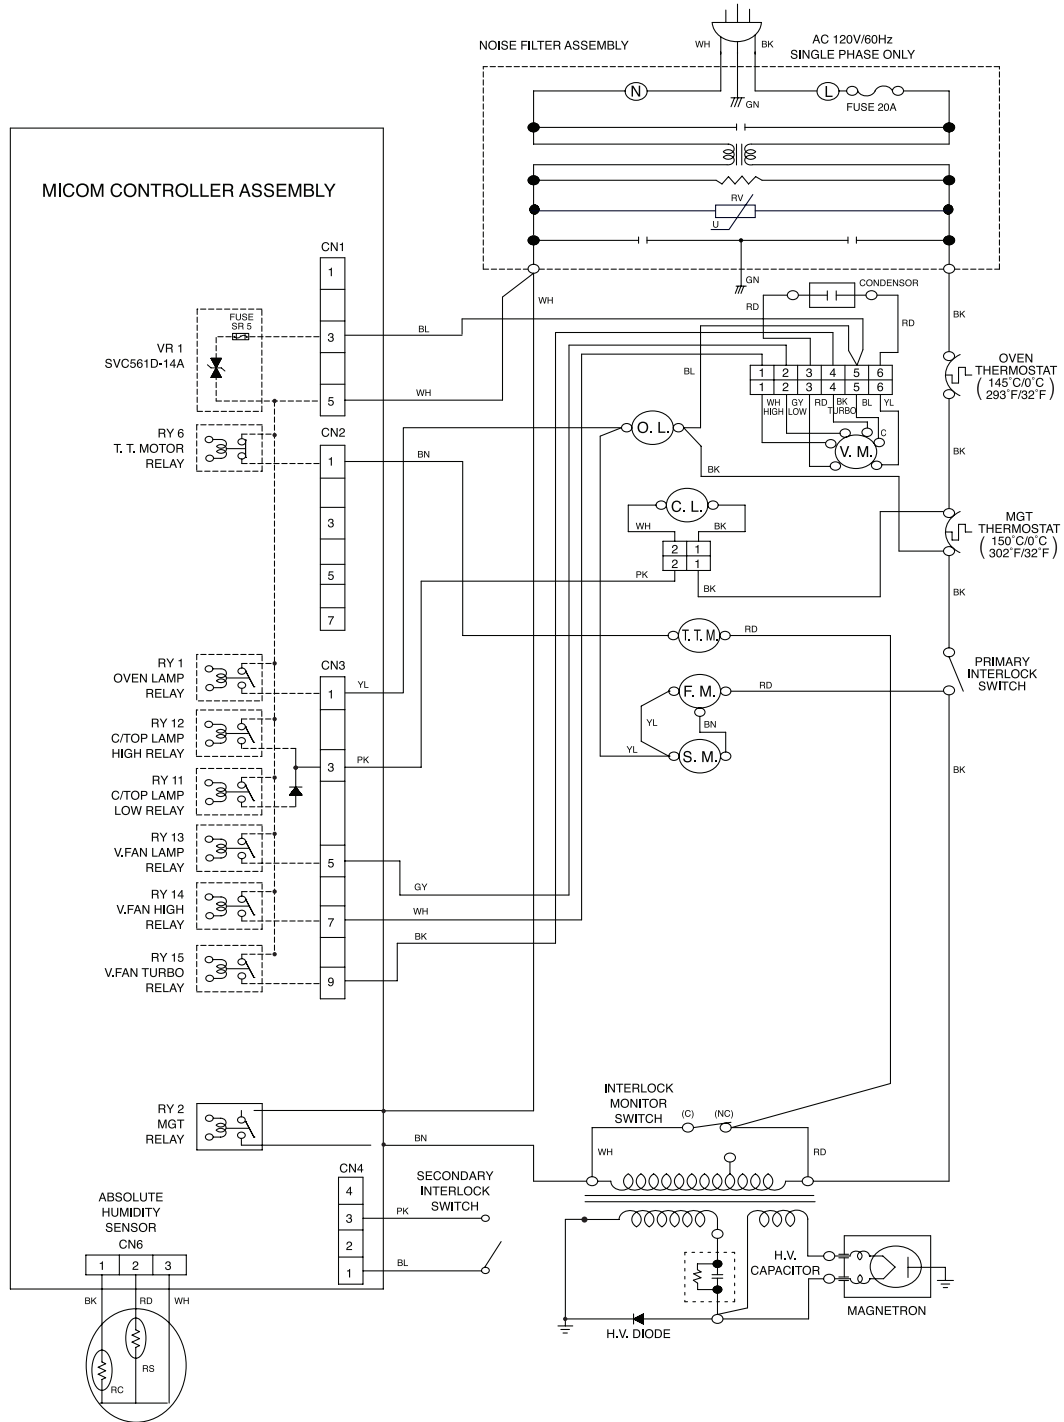 NOISE FILTER ASSEMBLY
WH
BK
AC 120V/60Hz
SINGLE PHASE ONLY
N
GN
L
FUSE 20A
RV
U
GN
MICOM CONTROLLER ASSEMBLY
CN1
1
3
5
FUSE
SR 5
VR 1
SVC561D-14A
BL
WH
WH
RD
CONDENSOR
RD
BK
OVEN
THERMOSTAT
145°C/0°C
293°F/32°F
1 2 3 4 5 6
1 2 3 4 5 6
WH GY RD BK BL YL
HIGH LOW TURBO
C
V. M.
BL
O. L.
BK
BK
RY 6
T. T. MOTOR
RELAY
CN2
1
3
5
7
BN
C. L.
WH
BK
2 1
2 1
PK
BK
MGT
THERMOSTAT
150°C/0°C
302°F/32°F
BK
T. T. M.
RD
PRIMARY
INTERLOCK
SWITCH
RY 1
OVEN LAMP
RELAY
CN3
1
3
5
7
9
YL
F. M.
RD
YL
BN
YL
S. M.
BK
RY 12
C/TOP LAMP
HIGH RELAY
PK
RY 11
C/TOP LAMP
LOW RELAY
RY 13
V.FAN LAMP
RELAY
GY
RY 14
V.FAN HIGH
RELAY
WH
RY 15
V.FAN TURBO
RELAY
BK
RY 2
MGT
RELAY
BN
INTERLOCK
MONITOR
SWITCH
(C)
(NC)
WH
RD
CN4
4
3
2
1
PK
BL
SECONDARY
INTERLOCK
SWITCH
ABSOLUTE
HUMIDITY
SENSOR
CN6
1 2 3
BK
RD
WH
RS
RC
H.V.
CAPACITOR
H.V. DIODE
MAGNETRON